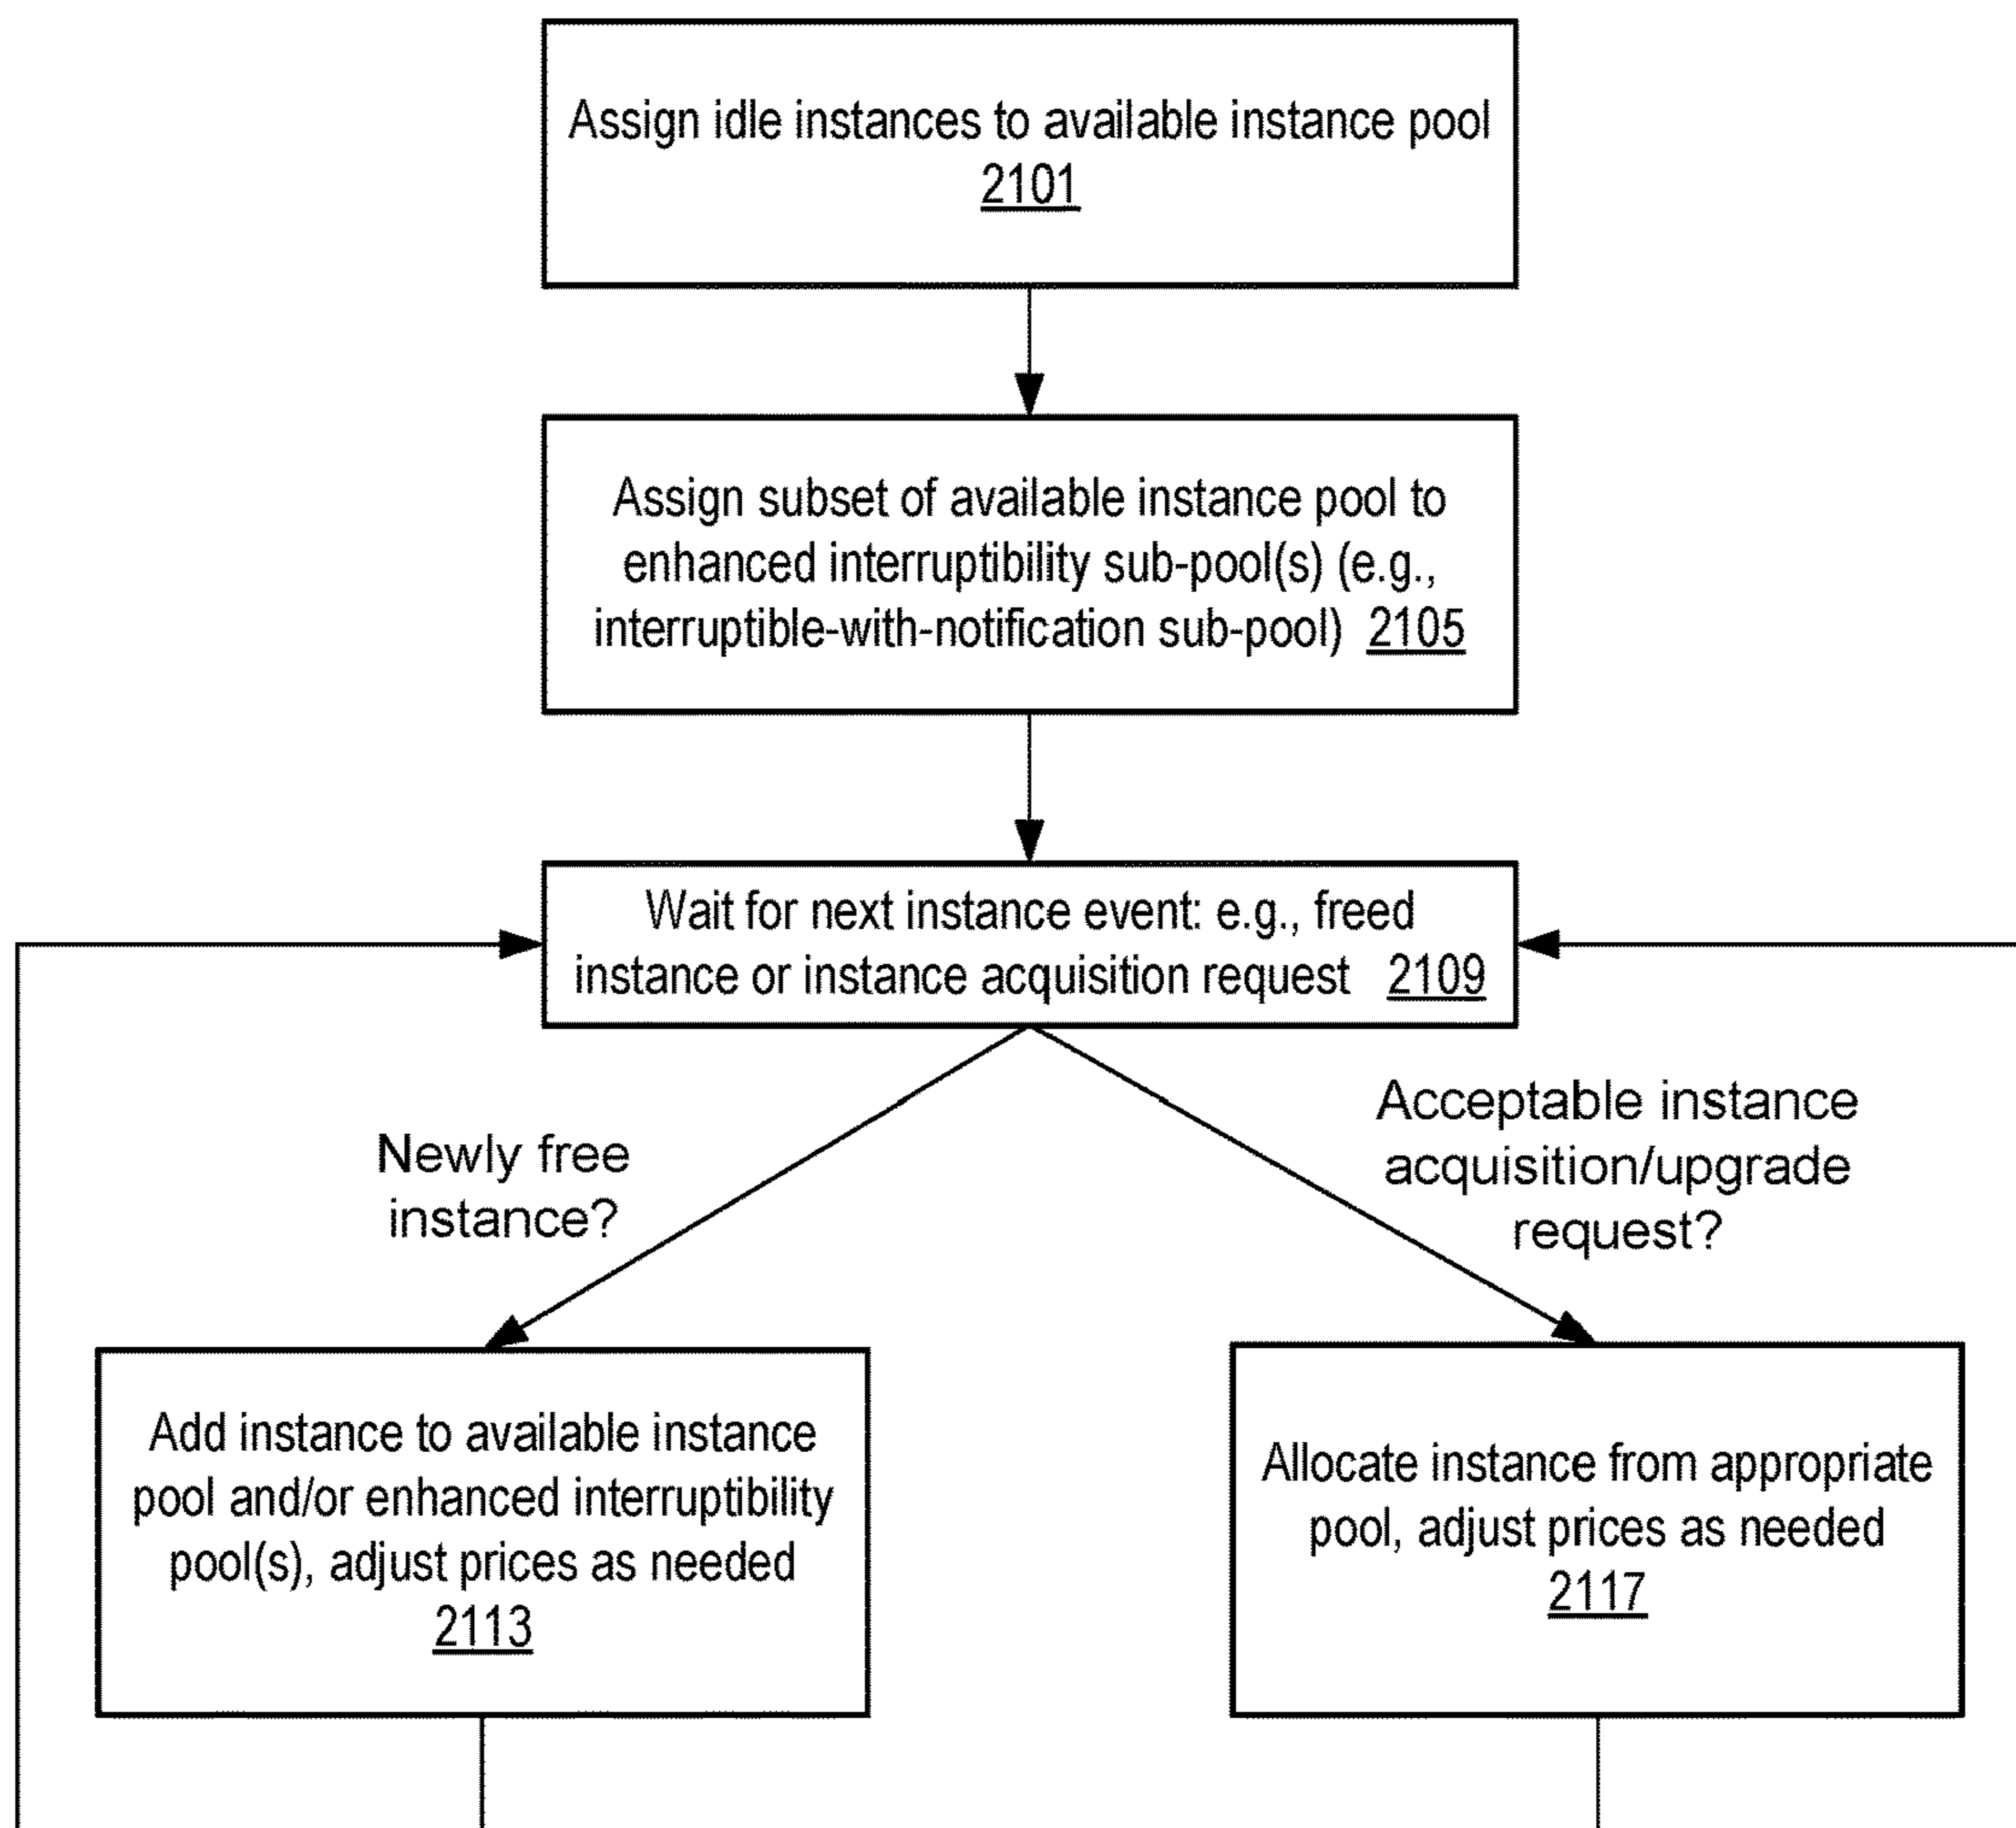 Assign idle instances to available instance pool
2101
Assign subset of available instance pool to
enhanced interruptibility sub-pool(s) (e.g.,
interruptible-with-notification sub-pool) 2105
Wait for next instance event: e.g., freed
instance or instance acquisition request 2109
Newly free
instance?
Acceptable instance
acquisition/upgrade
request?
Add instance to available instance
pool and/or enhanced interruptibility
pool(s), adjust prices as needed
2113
Allocate instance from appropriate
pool, adjust prices as needed
2117